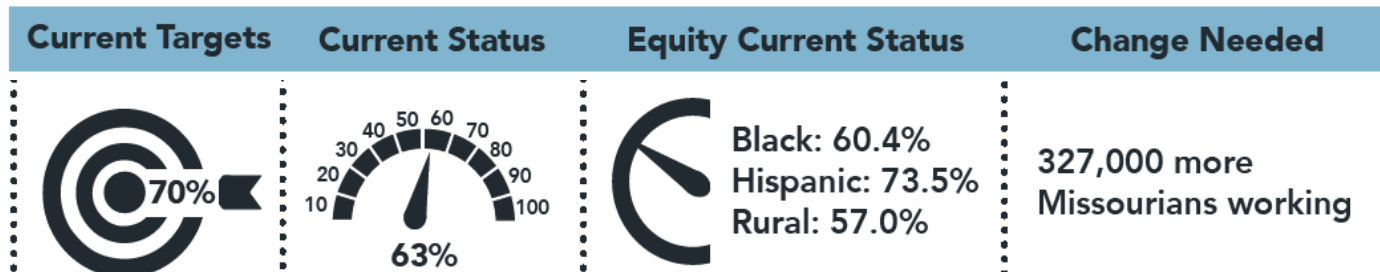 Current Targets
Current Status
Equity Current Status
Change Needed
70%
10
20
30
40
50
60
70
80
90
100
63%
Black: 60.4%
Hispanic: 73.5%
Rural: 57.0%
327,000 more
Missourians working